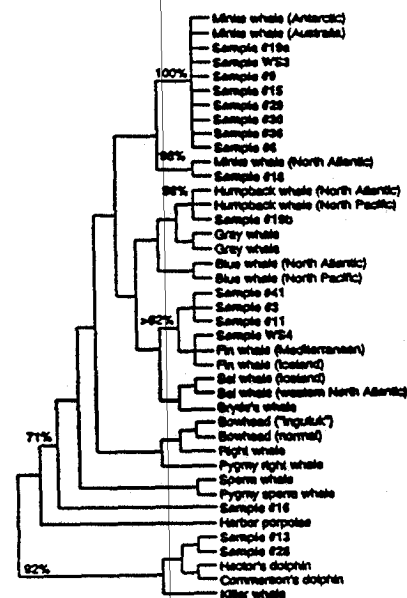 Minke whale (Antarctic)
Minke whale (Australia)
Sample #19a
Sample WS3
100%
Sample #9
Sample #15
Sample #29
Sample #30
Sample #36
Sample #6
98%
Minke whale (North Atlantic)
Sample #18
98%
Humpback whale (North Atlantic)
Humpback whale (North Pacific)
Sample #19b
Gray whale
Gray whale
Blue whale (North Atlantic)
Blue whale (North Pacific)
Sample #41
Sample #3
>92%
Sample #11
Sample WS4
Fin whale (Mediterranean)
Fin whale (Iceland)
Sei whale (Iceland)
Sei whale (western North Atlantic)
Bryde's whale
Bowhead ("Ingutuk")
71%
Bowhead (normal)
Right whale
Pygmy right whale
Sperm whale
Pygmy sperm whale
Sample #16
Harbor porpoise
Sample #13
Sample #28
Hector's dolphin
92%
Commerson's dolphin
Killer whale